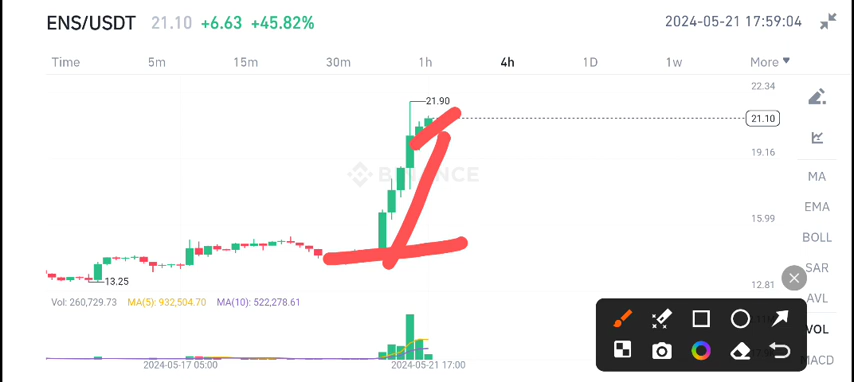 ENS/USDT 21.10 +6.63 +45.82% 2024-05-21 17:59:04
Time 5m 15m 30m 1h 4h 1D 1w More
22.34
21.90
21.10
19.16
BINANCE
MA
EMA
15.99
BOLL
SAR
13.25
12.81
AVL
Vol: 260,729.73 MA(5): 932,504.70 MA(10): 522,278.61
VOL
MACD
2024-05-17 05:00 2024-05-21 17:00